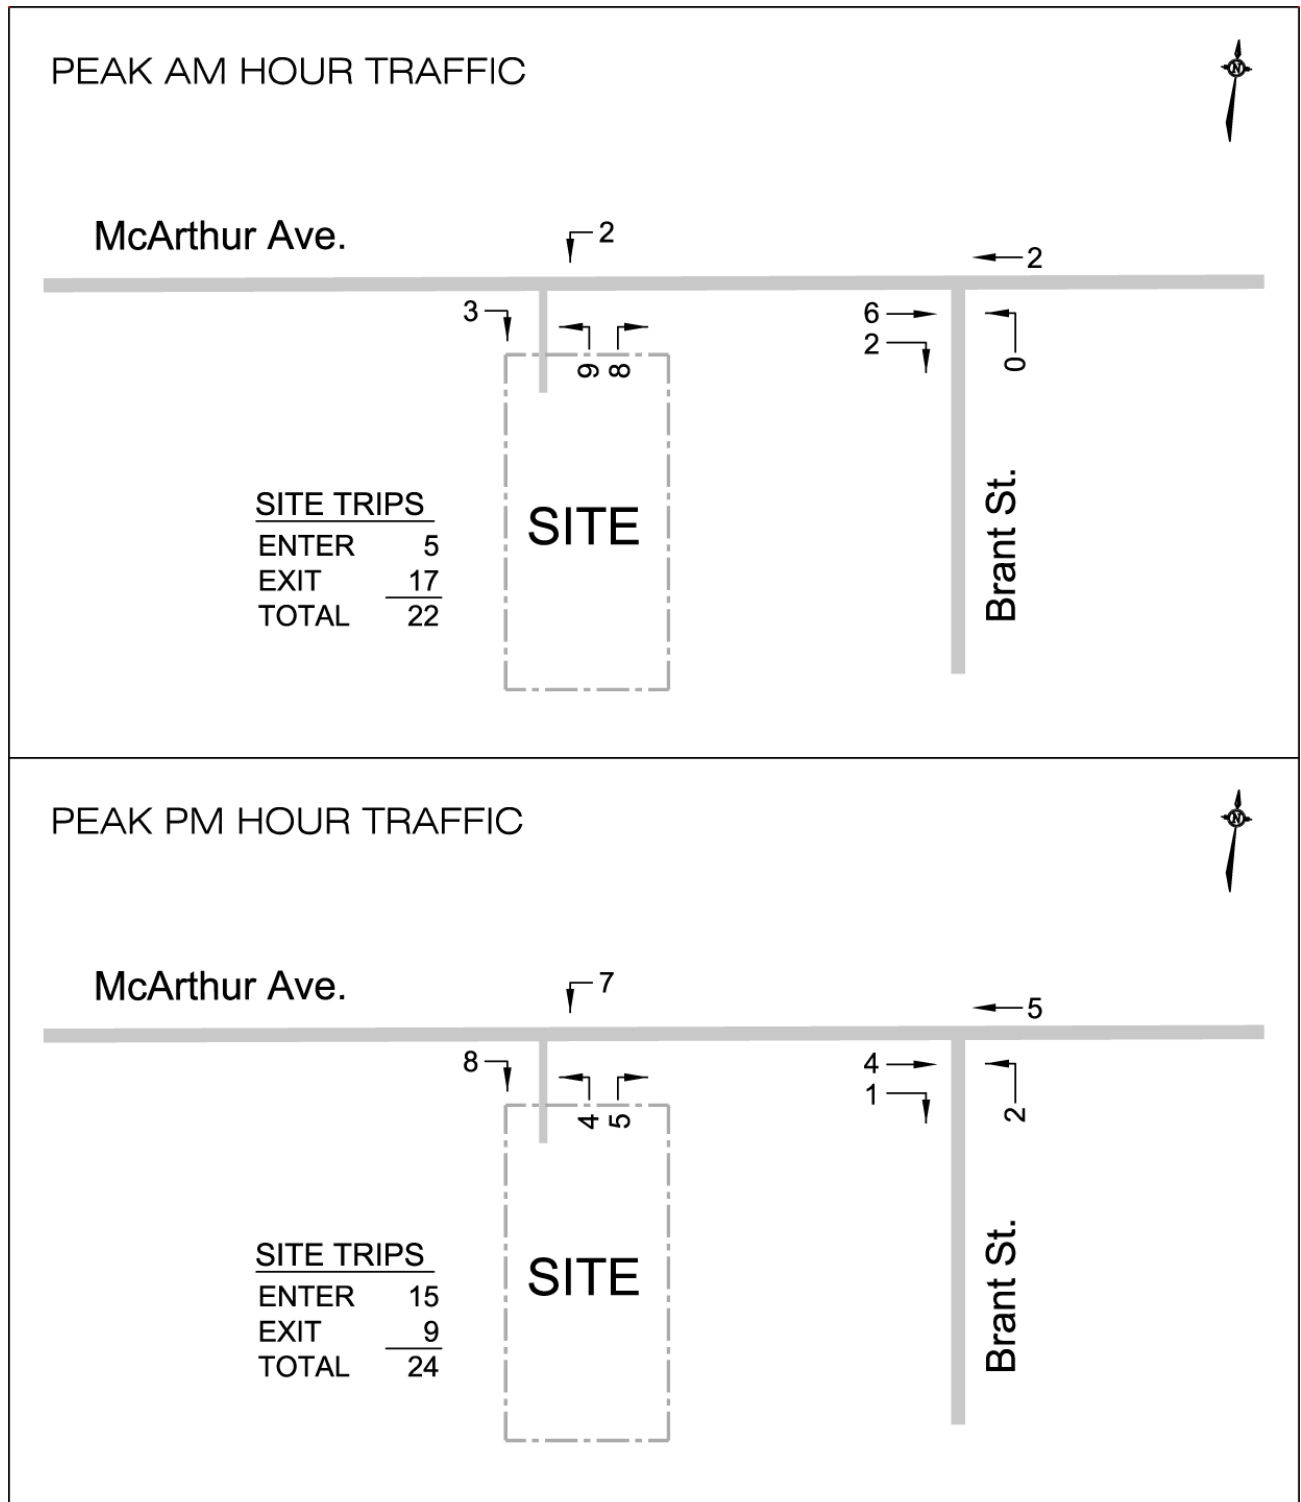 PEAK AM HOUR TRAFFIC
N
McArthur Ave.
2
2
3
6
2
9
8
0
SITE TRIPS
ENTER 5
EXIT 17
TOTAL 22
SITE
Brant St.
PEAK PM HOUR TRAFFIC
N
McArthur Ave.
7
5
8
4
1
4
5
2
SITE TRIPS
ENTER 15
EXIT 9
TOTAL 24
SITE
Brant St.